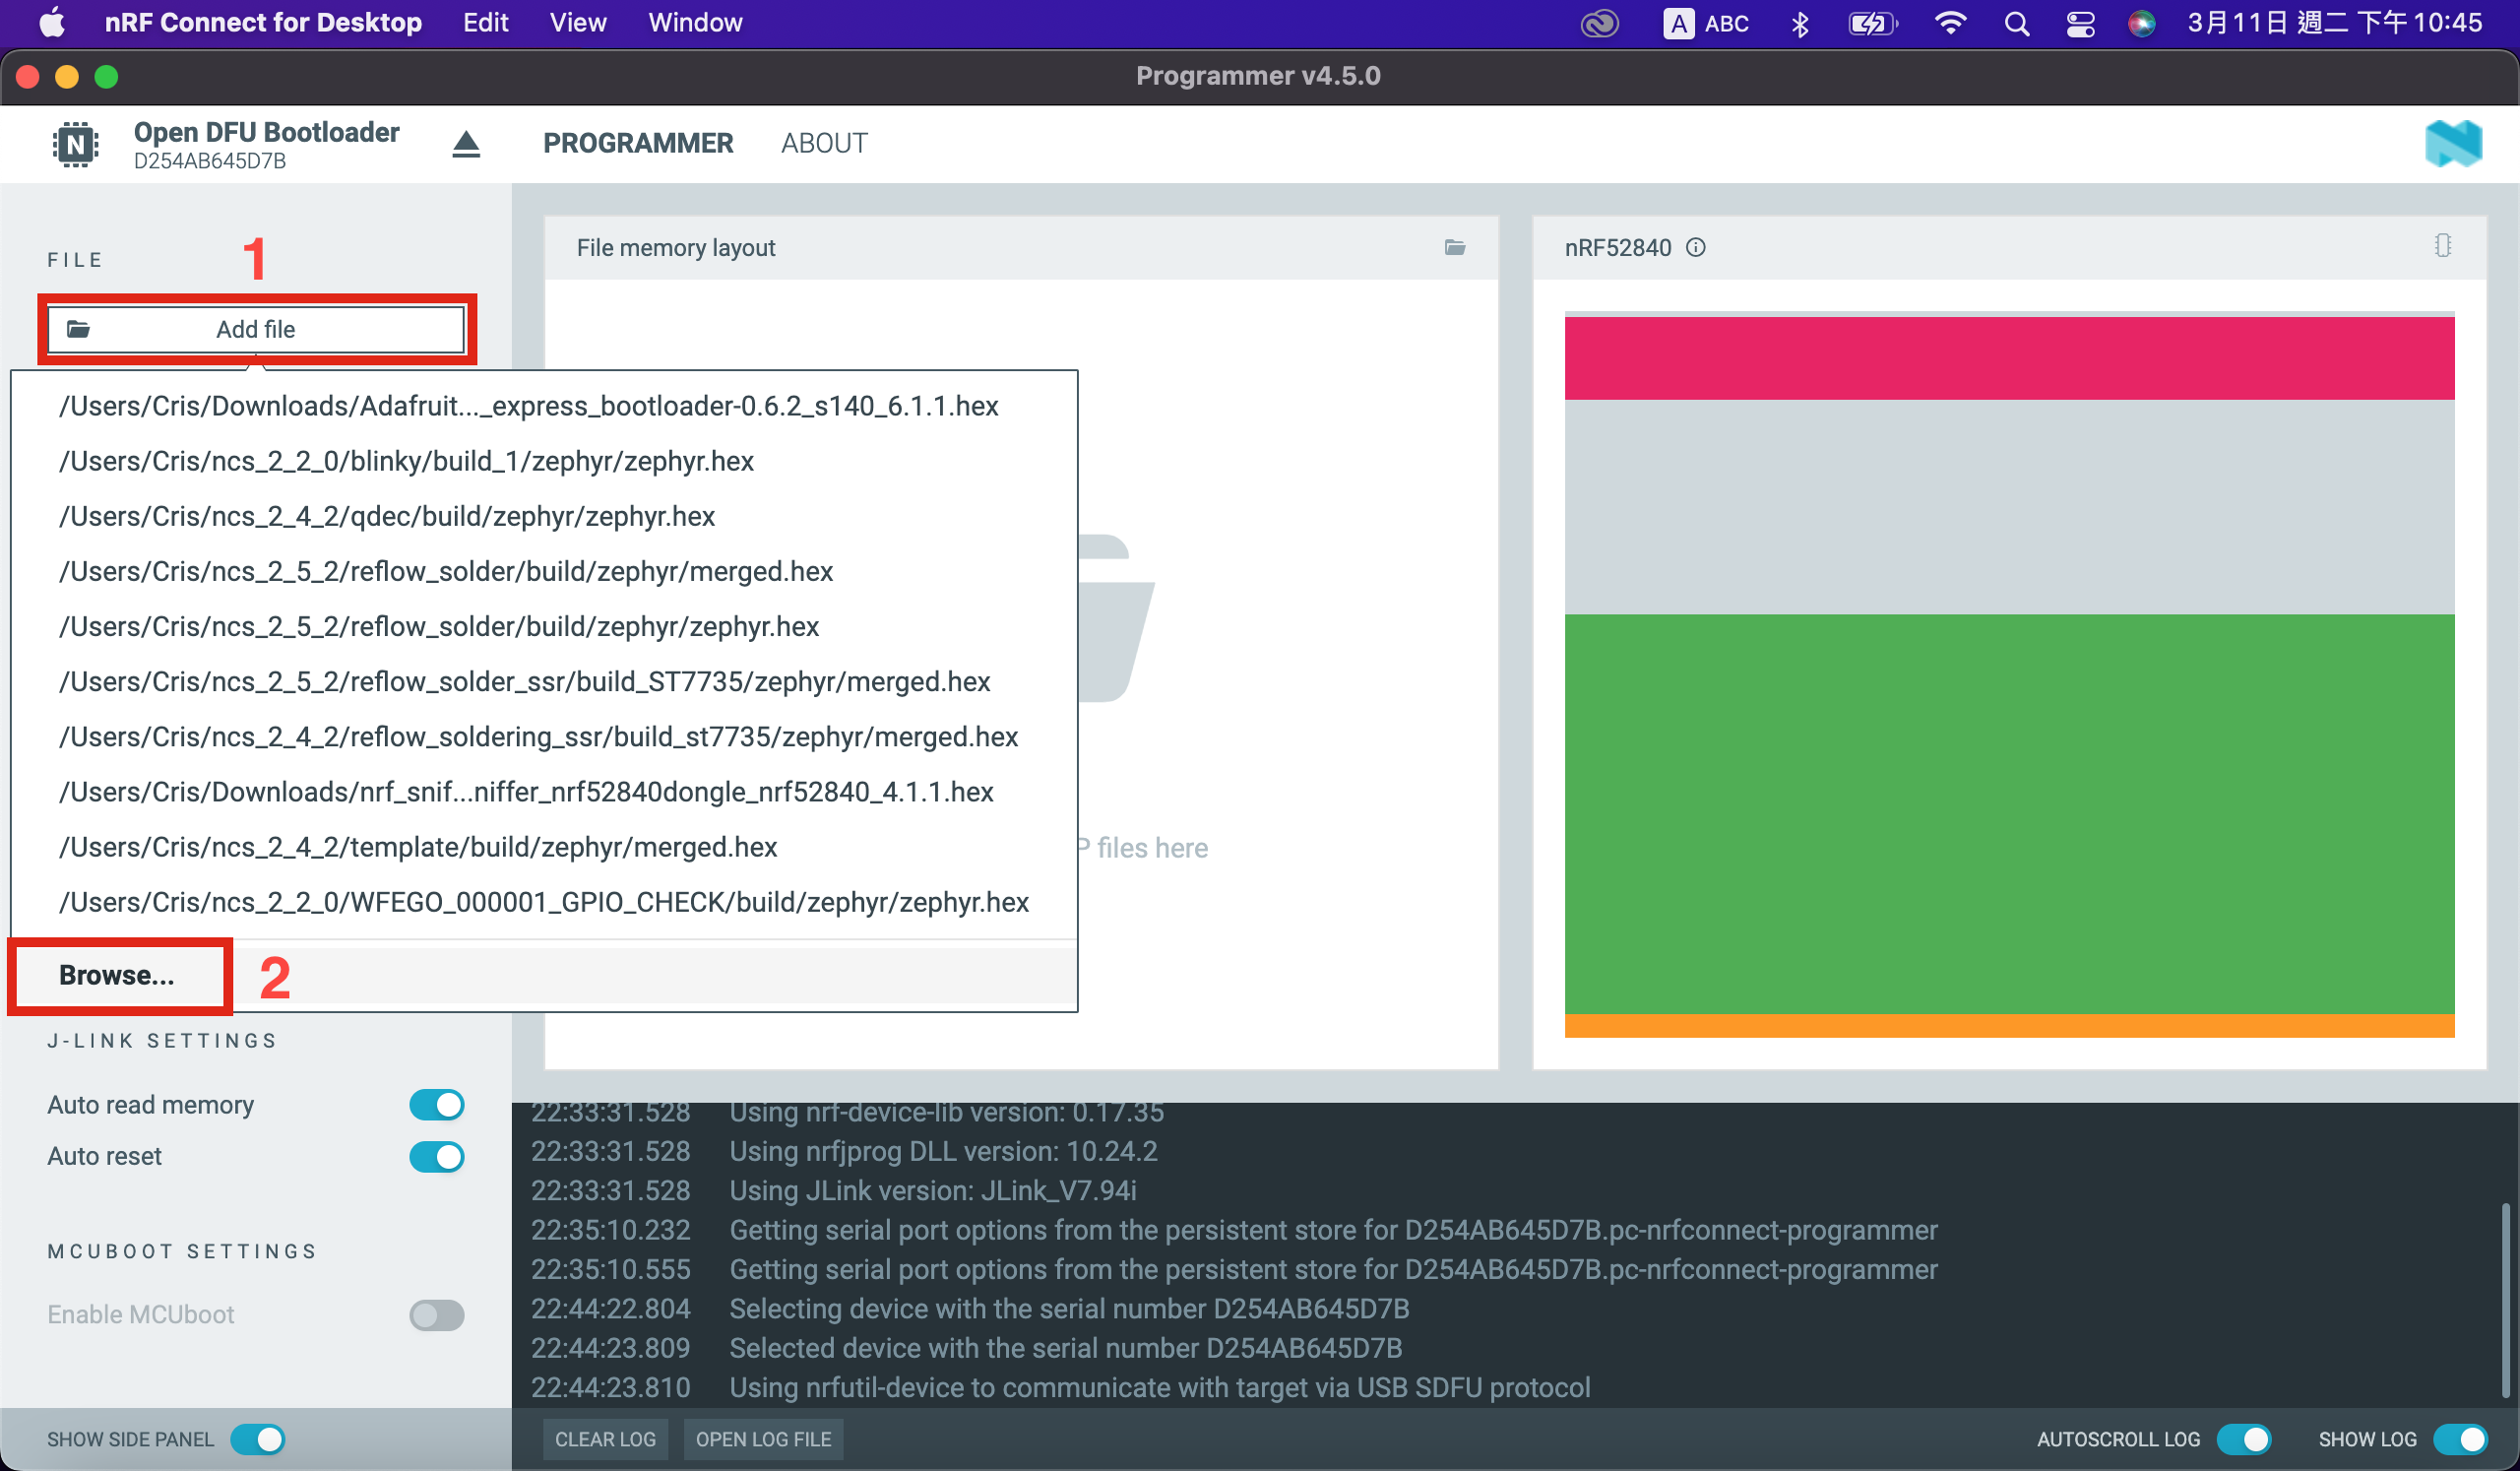 nRF Connect for Desktop Edit View Window A ABC 3月11日 週二 下午10:45
Programmer v4.5.0
N Open DFU Bootloader PROGRAMMER ABOUT
D254AB645D7B
FILE 1
Add file
/Users/Cris/Downloads/Adafruit..._express_bootloader-0.6.2_s140_6.1.1.hex
/Users/Cris/ncs_2_2_0/blinky/build_1/zephyr/zephyr.hex
/Users/Cris/ncs_2_4_2/qdec/build/zephyr/zephyr.hex
/Users/Cris/ncs_2_5_2/reflow_solder/build/zephyr/merged.hex
/Users/Cris/ncs_2_5_2/reflow_solder/build/zephyr/zephyr.hex
/Users/Cris/ncs_2_5_2/reflow_solder_ssr/build_ST7735/zephyr/merged.hex
/Users/Cris/ncs_2_4_2/reflow_soldering_ssr/build_st7735/zephyr/merged.hex
/Users/Cris/Downloads/nrf_snif...niffer_nrf52840dongle_nrf52840_4.1.1.hex
/Users/Cris/ncs_2_4_2/template/build/zephyr/merged.hex
/Users/Cris/ncs_2_2_0/WFEGO_000001_GPIO_CHECK/build/zephyr/zephyr.hex
Browse... 2
J-LINK SETTINGS
Auto read memory
Auto reset
MCUBOOT SETTINGS
Enable MCUboot
SHOW SIDE PANEL
File memory layout
P files here
nRF52840
22:33:31.528 Using nrf-device-lib version: 0.17.35
22:33:31.528 Using nrfjprog DLL version: 10.24.2
22:33:31.528 Using JLink version: JLink_V7.94i
22:35:10.232 Getting serial port options from the persistent store for D254AB645D7B.pc-nrfconnect-programmer
22:35:10.555 Getting serial port options from the persistent store for D254AB645D7B.pc-nrfconnect-programmer
22:44:22.804 Selecting device with the serial number D254AB645D7B
22:44:23.809 Selected device with the serial number D254AB645D7B
22:44:23.810 Using nrfutil-device to communicate with target via USB SDFU protocol
CLEAR LOG OPEN LOG FILE AUTOSCROLL LOG SHOW LOG